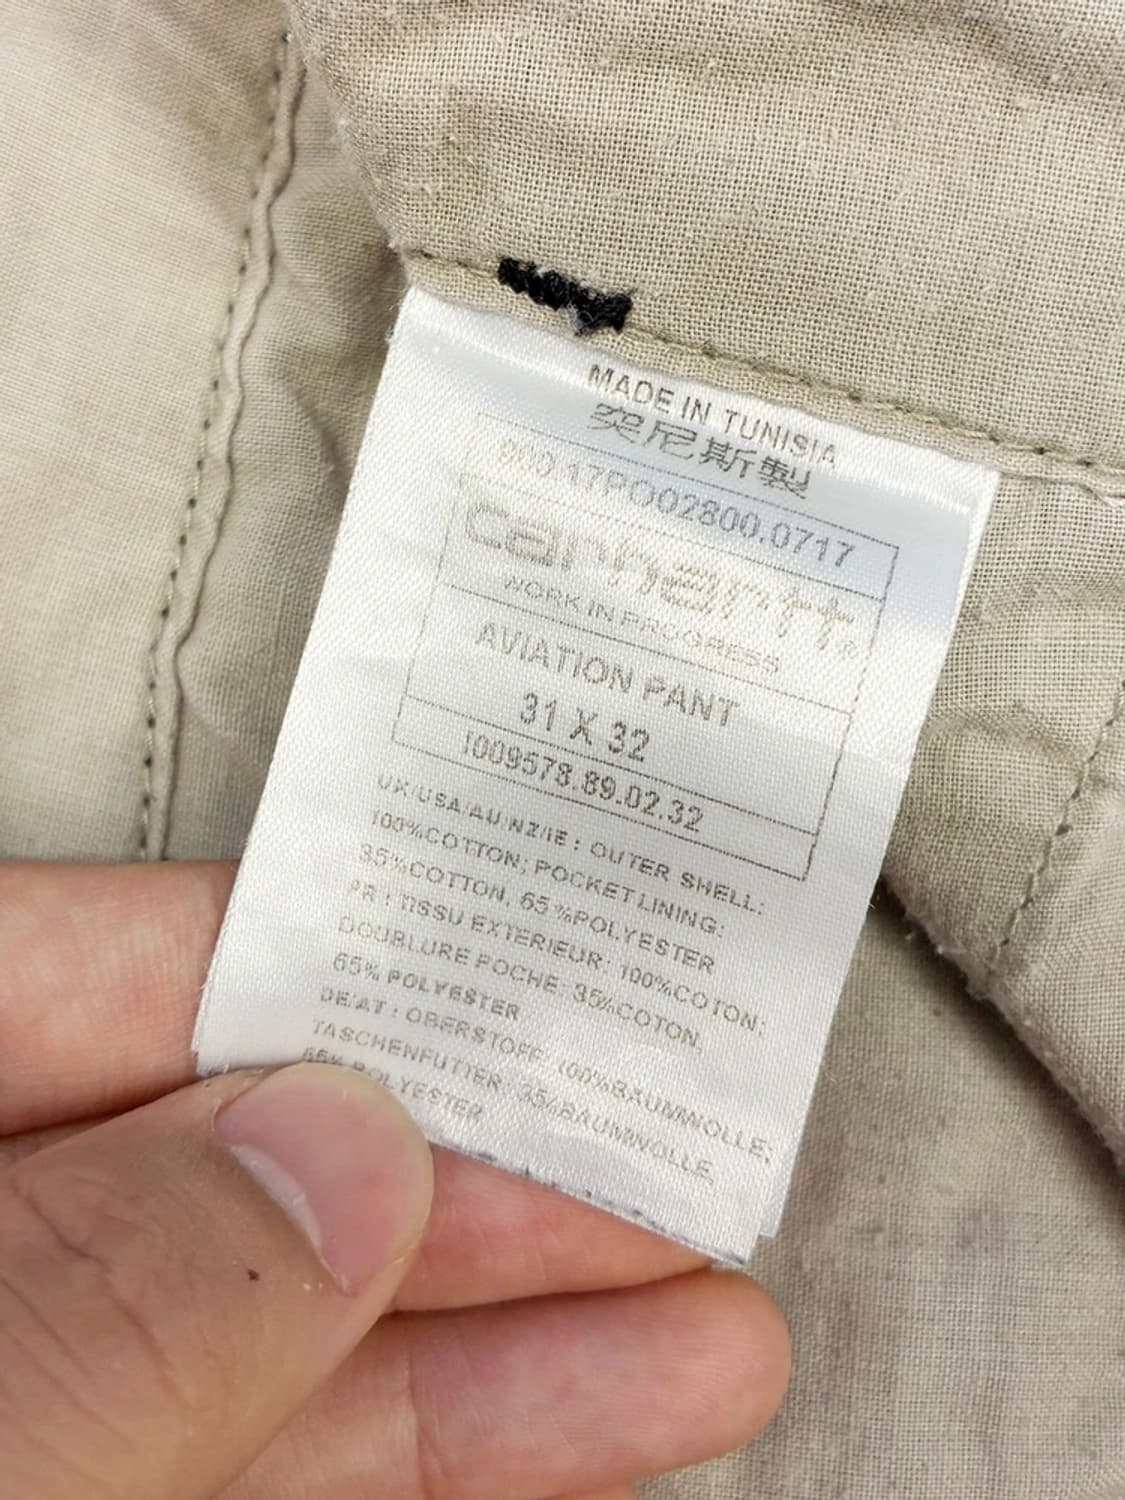 MADE IN TUNISIA
突尼斯製
000.17PO02800.0717
carhartt®
WORK IN PROGRESS
AVIATION PANT
31 X 32
I009578.89.02.32
UK/USA/AU/NZ/IE : OUTER SHELL:
100%COTTON; POCKETLINING:
35%COTTON, 65%POLYESTER
FR : TISSU EXTERIEUR: 100%COTON;
DOUBLURE POCHE: 35%COTON,
65% POLYESTER
DE/AT : OBERSTOFF: 100%BAUMWOLLE;
TASCHENFUTTER: 35%BAUMWOLLE,
65% POLYESTER